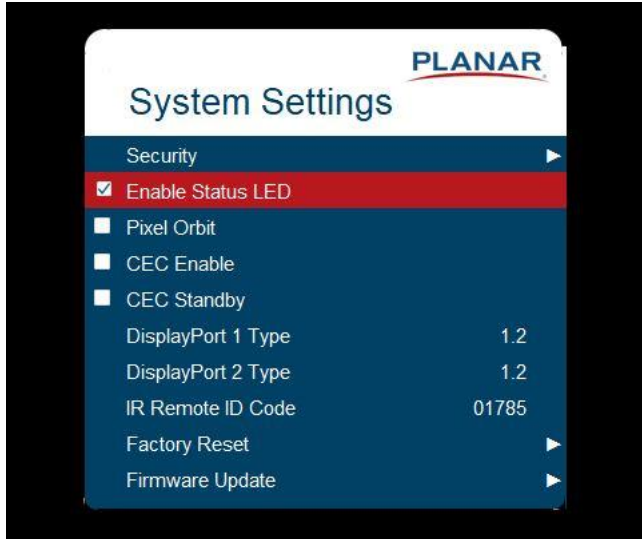 PLANAR
System Settings
Security
Enable Status LED
Pixel Orbit
CEC Enable
CEC Standby
DisplayPort 1 Type 1.2
DisplayPort 2 Type 1.2
IR Remote ID Code 01785
Factory Reset
Firmware Update